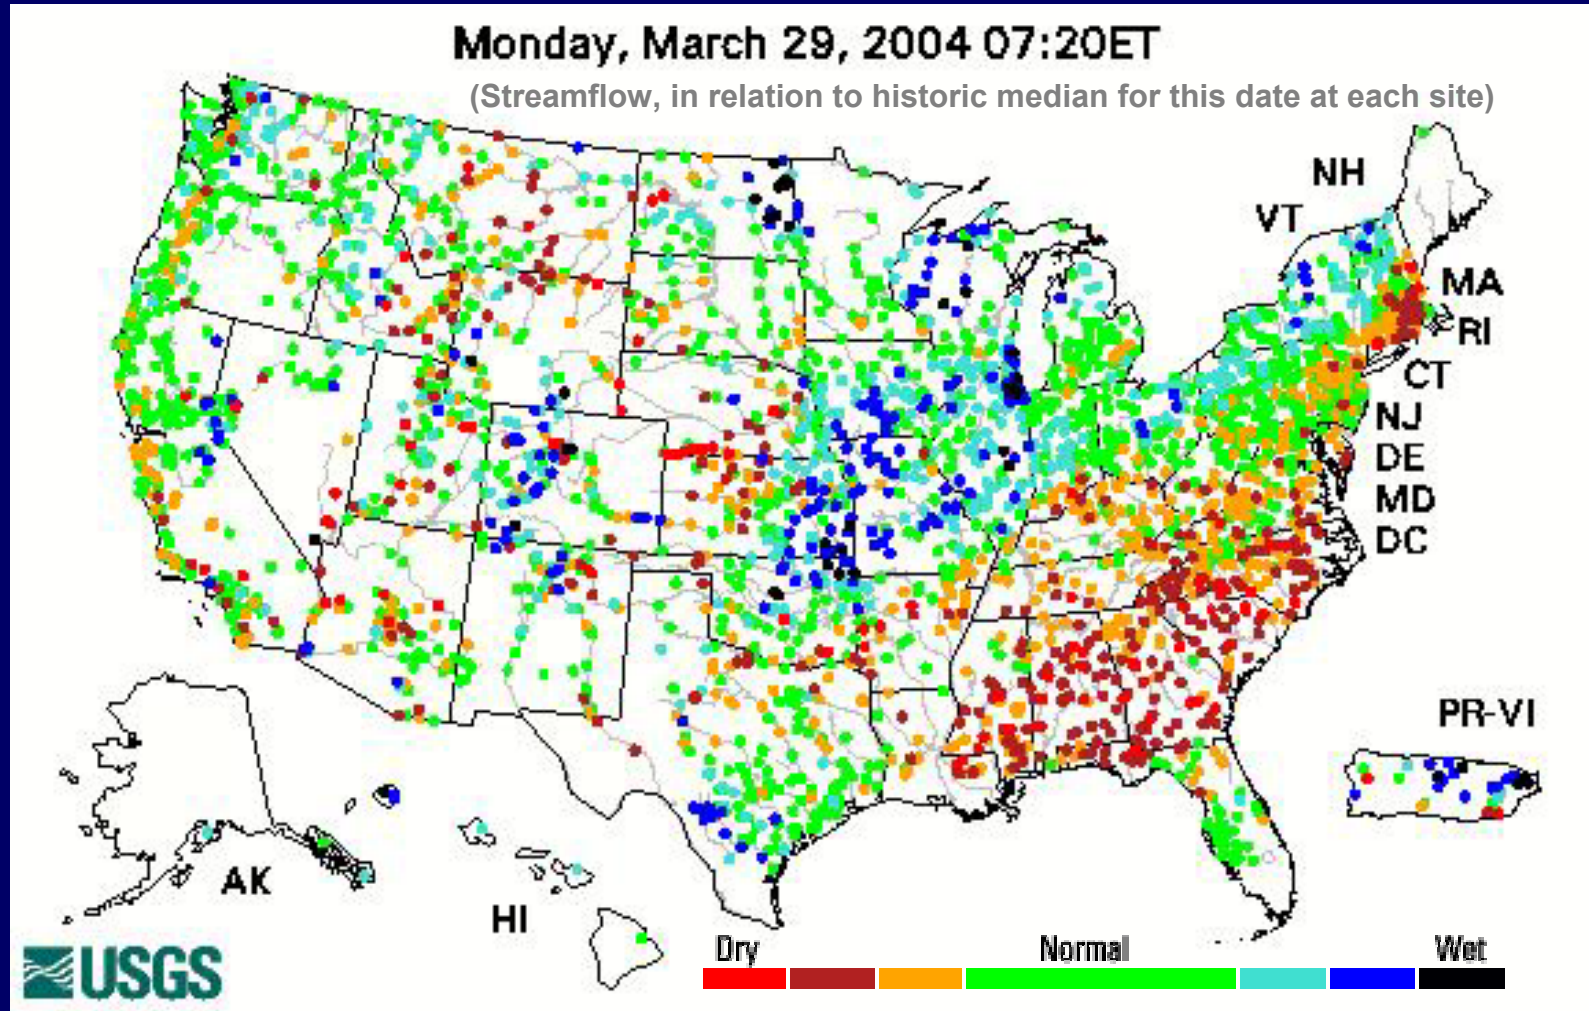 Monday, March 29, 2004 07:20ET
(Streamflow, in relation to historic median for this date at each site)
NH
VT
MA
RI
CT
NJ
DE
MD
DC
PR-VI
AK
HI
Dry Normal Wet
USGS